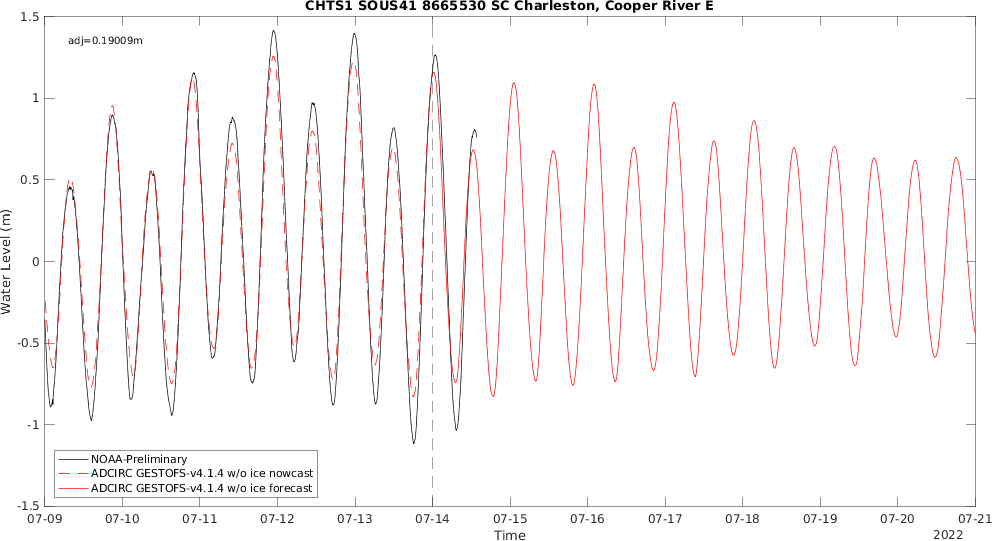 CHTS1 SOUS41 8665530 SC Charleston, Cooper River E
adj=0.19009m
1.5
1
0.5
0
-0.5
-1
-1.5
Water Level (m)
NOAA-Preliminary
ADCIRC GESTOFS-v4.1.4 w/o ice nowcast
ADCIRC GESTOFS-v4.1.4 w/o ice forecast
07-09 07-10 07-11 07-12 07-13 07-14 07-15 07-16 07-17 07-18 07-19 07-20 07-21
Time
2022